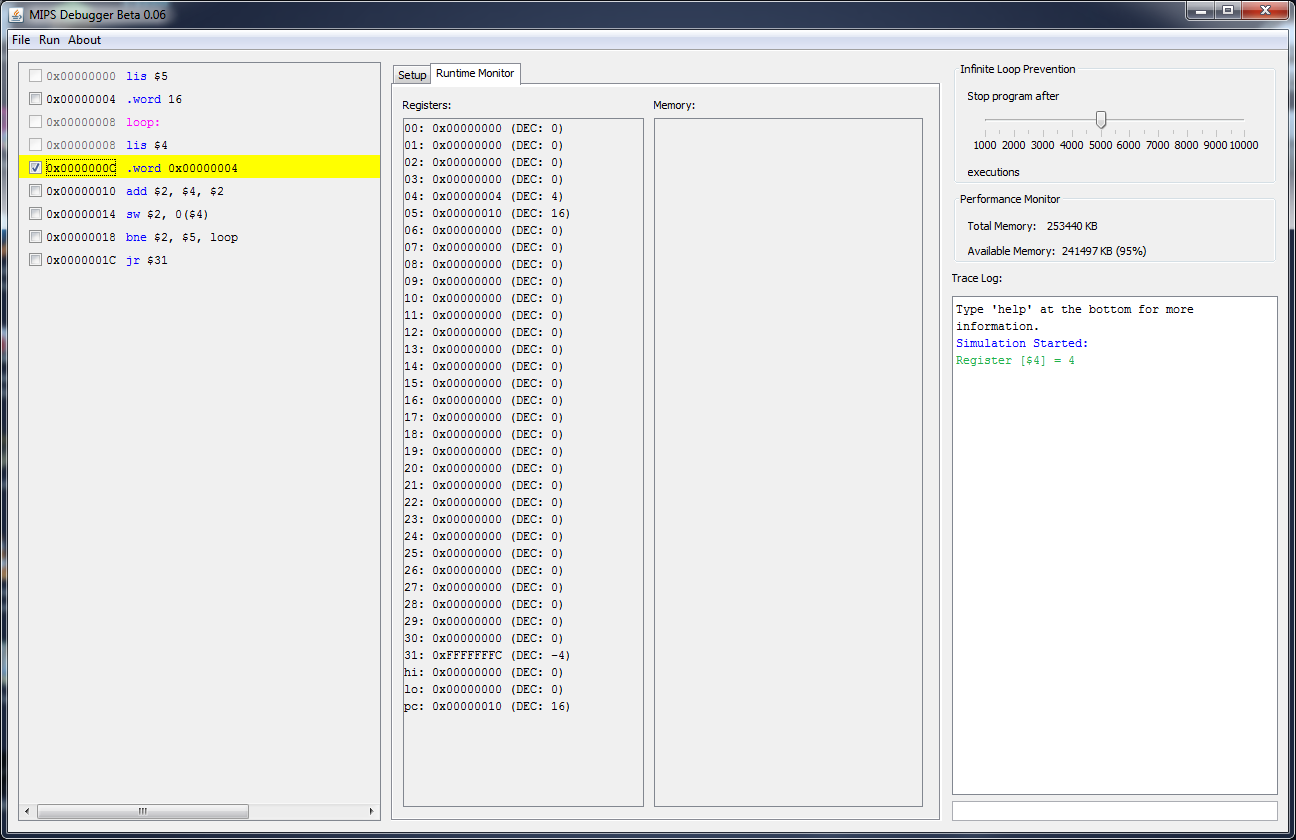 MIPS Debugger Beta 0.06
File Run About
0x00000000 lis $5
0x00000004 .word 16
0x00000008 loop:
0x00000008 lis $4
0x0000000C .word 0x00000004
0x00000010 add $2, $4, $2
0x00000014 sw $2, 0($4)
0x00000018 bne $2, $5, loop
0x0000001C jr $31
Setup Runtime Monitor
Registers:
00: 0x00000000 (DEC: 0)
01: 0x00000000 (DEC: 0)
02: 0x00000000 (DEC: 0)
03: 0x00000000 (DEC: 0)
04: 0x00000004 (DEC: 4)
05: 0x00000010 (DEC: 16)
06: 0x00000000 (DEC: 0)
07: 0x00000000 (DEC: 0)
08: 0x00000000 (DEC: 0)
09: 0x00000000 (DEC: 0)
10: 0x00000000 (DEC: 0)
11: 0x00000000 (DEC: 0)
12: 0x00000000 (DEC: 0)
13: 0x00000000 (DEC: 0)
14: 0x00000000 (DEC: 0)
15: 0x00000000 (DEC: 0)
16: 0x00000000 (DEC: 0)
17: 0x00000000 (DEC: 0)
18: 0x00000000 (DEC: 0)
19: 0x00000000 (DEC: 0)
20: 0x00000000 (DEC: 0)
21: 0x00000000 (DEC: 0)
22: 0x00000000 (DEC: 0)
23: 0x00000000 (DEC: 0)
24: 0x00000000 (DEC: 0)
25: 0x00000000 (DEC: 0)
26: 0x00000000 (DEC: 0)
27: 0x00000000 (DEC: 0)
28: 0x00000000 (DEC: 0)
29: 0x00000000 (DEC: 0)
30: 0x00000000 (DEC: 0)
31: 0xFFFFFFFC (DEC: -4)
hi: 0x00000000 (DEC: 0)
lo: 0x00000000 (DEC: 0)
pc: 0x00000010 (DEC: 16)
Memory:
Infinite Loop Prevention
Stop program after
1000 2000 3000 4000 5000 6000 7000 8000 9000 10000
executions
Performance Monitor
Total Memory: 253440 KB
Available Memory: 241497 KB (95%)
Trace Log:
Type 'help' at the bottom for more
information.
Simulation Started:
Register [$4] = 4